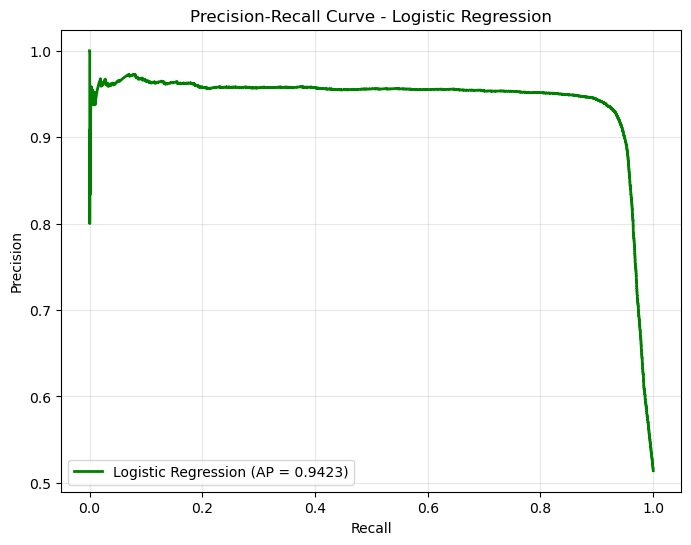 Precision-Recall Curve - Logistic Regression
1.0
0.9
0.8
0.7
0.6
0.5
Precision
Logistic Regression (AP = 0.9423)
0.0 0.2 0.4 0.6 0.8 1.0
Recall